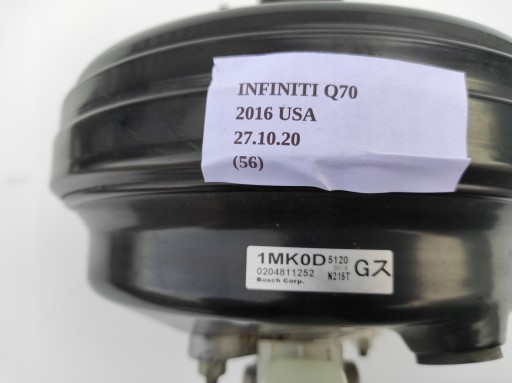 INFINITI Q70
2016 USA
27.10.20
(56)
1MK0D 5120
0204811252 N215T Gス
Bosch Corp.